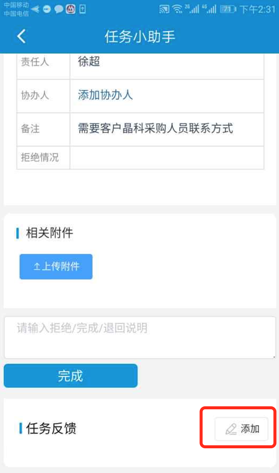 中国移动
中国电信
下午2:31
任务小助手
责任人 徐超
协办人 添加协办人
备注 需要客户晶科采购人员联系方式
拒绝情况
相关附件
上传附件
请输入拒绝/完成/退回说明
完成
任务反馈 添加